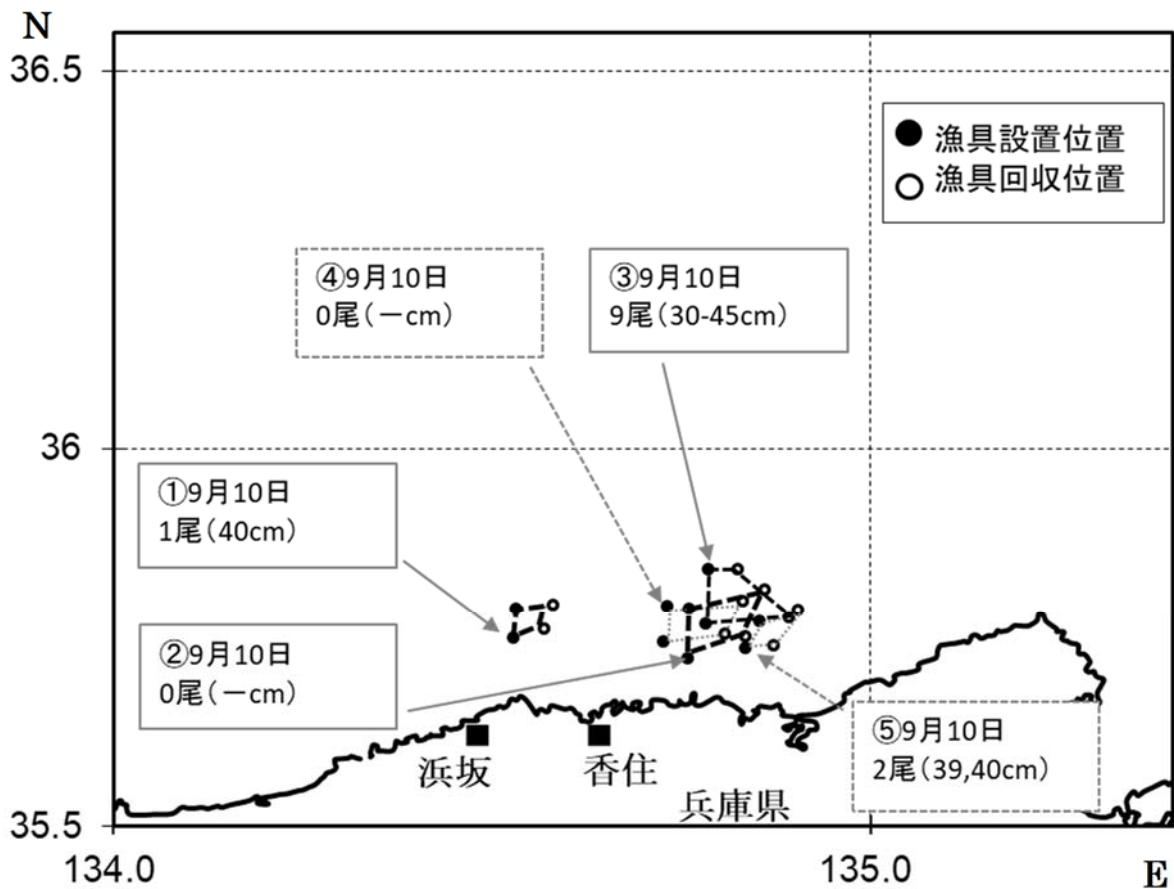 N
36.5
● 漁具設置位置
○ 漁具回収位置
④9月10日
0尾(-cm)
③9月10日
9尾(30-45cm)
36
①9月10日
1尾(40cm)
②9月10日
0尾(-cm)
⑤9月10日
2尾(39,40cm)
浜坂
香住
兵庫県
35.5
134.0
135.0
E